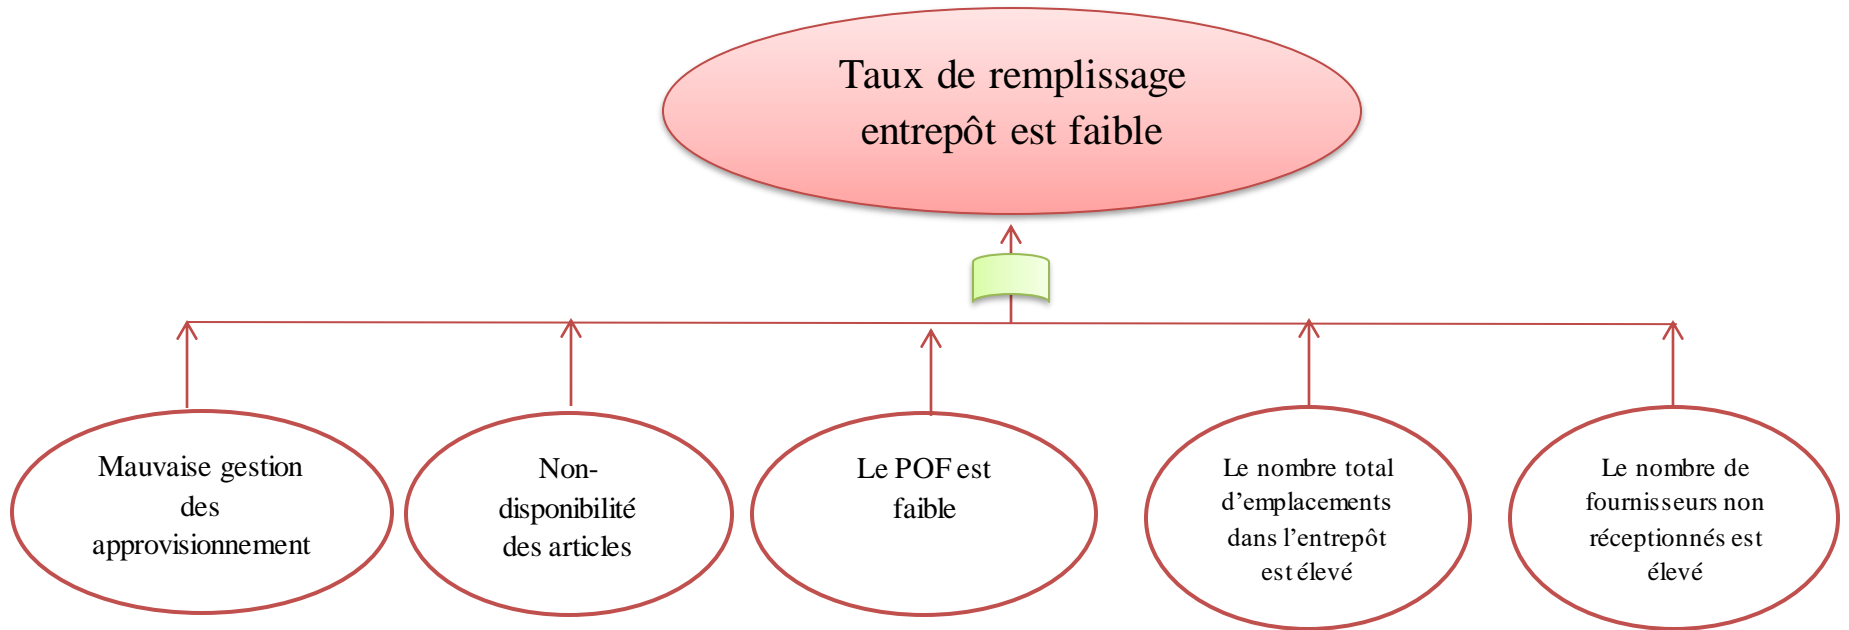 Taux de remplissage
entrepôt est faible
Mauvaise gestion
des
approvisionnement
Non-
disponibilité
des articles
Le POF est
faible
Le nombre total
d’emplacements
dans l’entrepôt
est élevé
Le nombre de
fournisseurs non
réceptionnés est
élevé